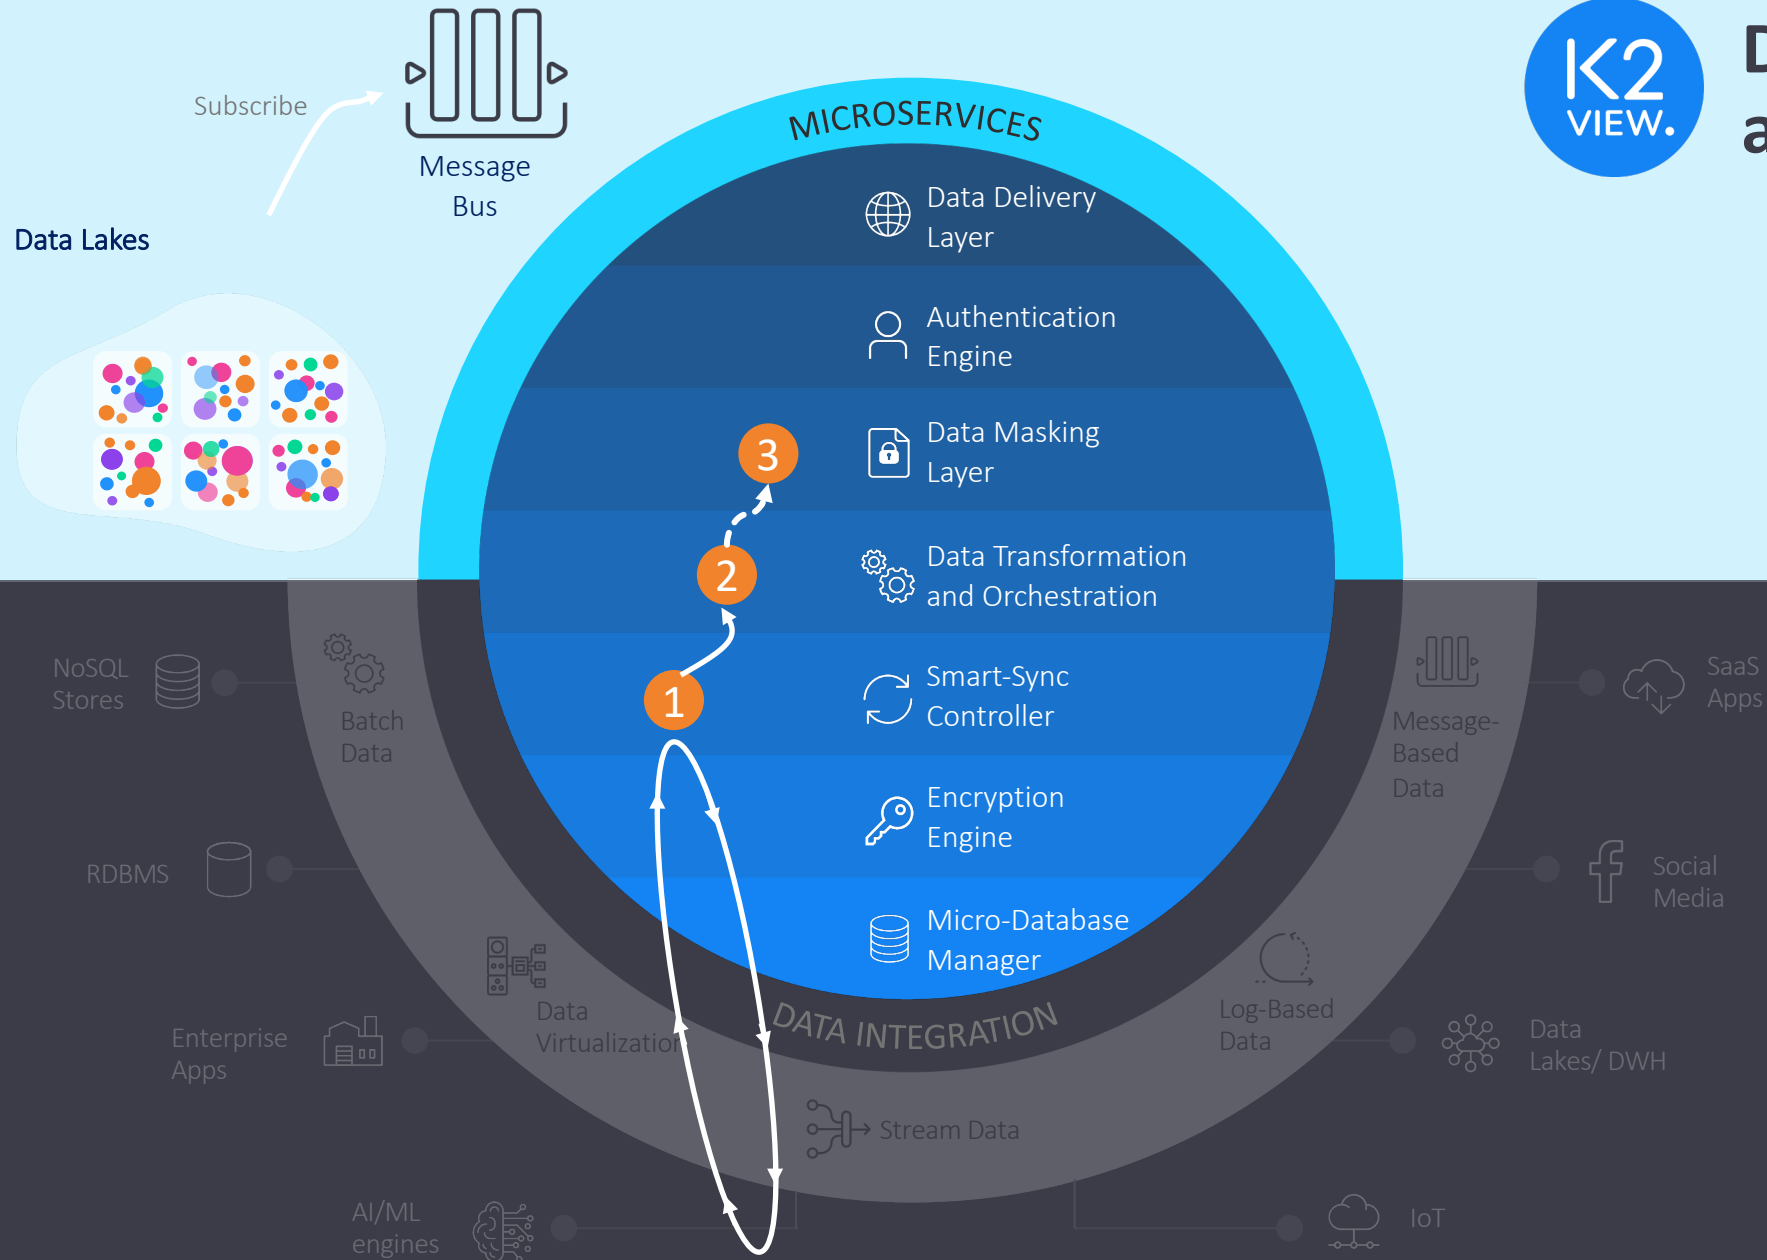 K2
VIEW.
D
a
Subscribe
Message
Bus
Data Lakes
MICROSERVICES
Data Delivery
Layer
Authentication
Engine
3
Data Masking
Layer
2
Data Transformation
and Orchestration
1
Smart-Sync
Controller
Encryption
Engine
Micro-Database
Manager
DATA INTEGRATION
NoSQL
Stores
Batch
Data
RDBMS
Data
Virtualization
Enterprise
Apps
Stream Data
AI/ML
engines
Message-
Based
Data
SaaS
Apps
Social
Media
Log-Based
Data
Data
Lakes/ DWH
IoT